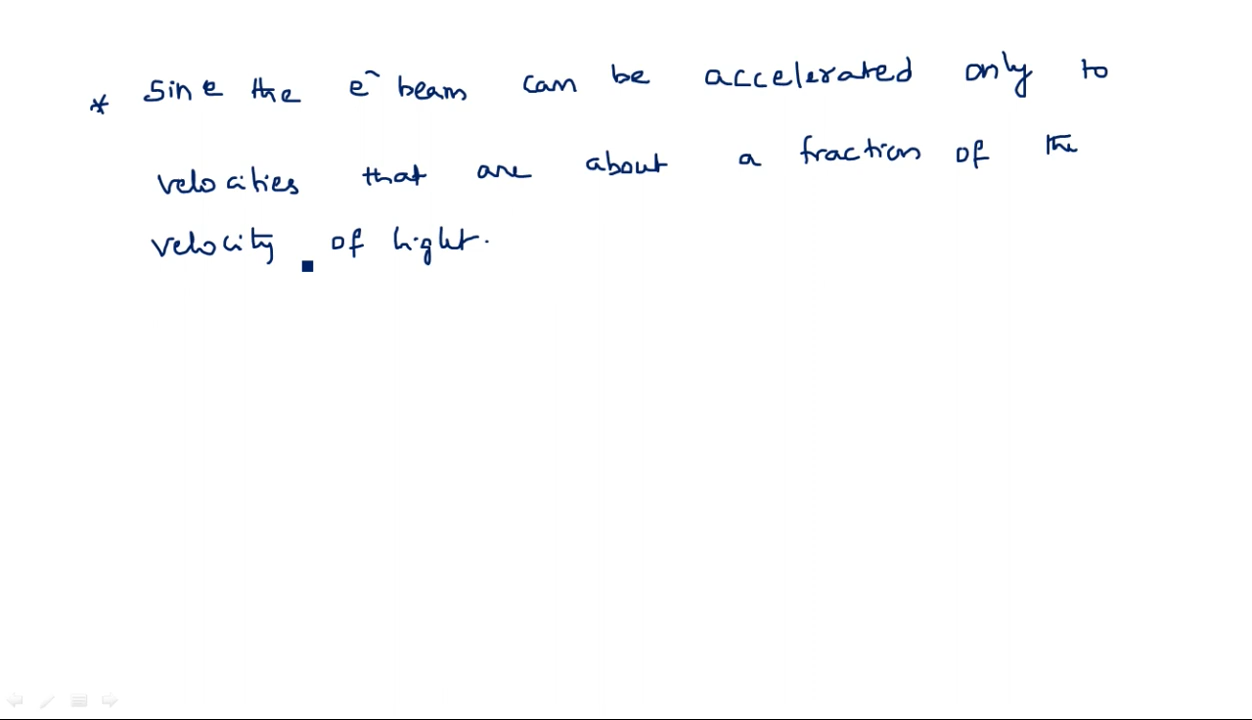 * Sine the e⁻ beam can be accelerated only to
velocities that are about a fraction of the
velocity of light.